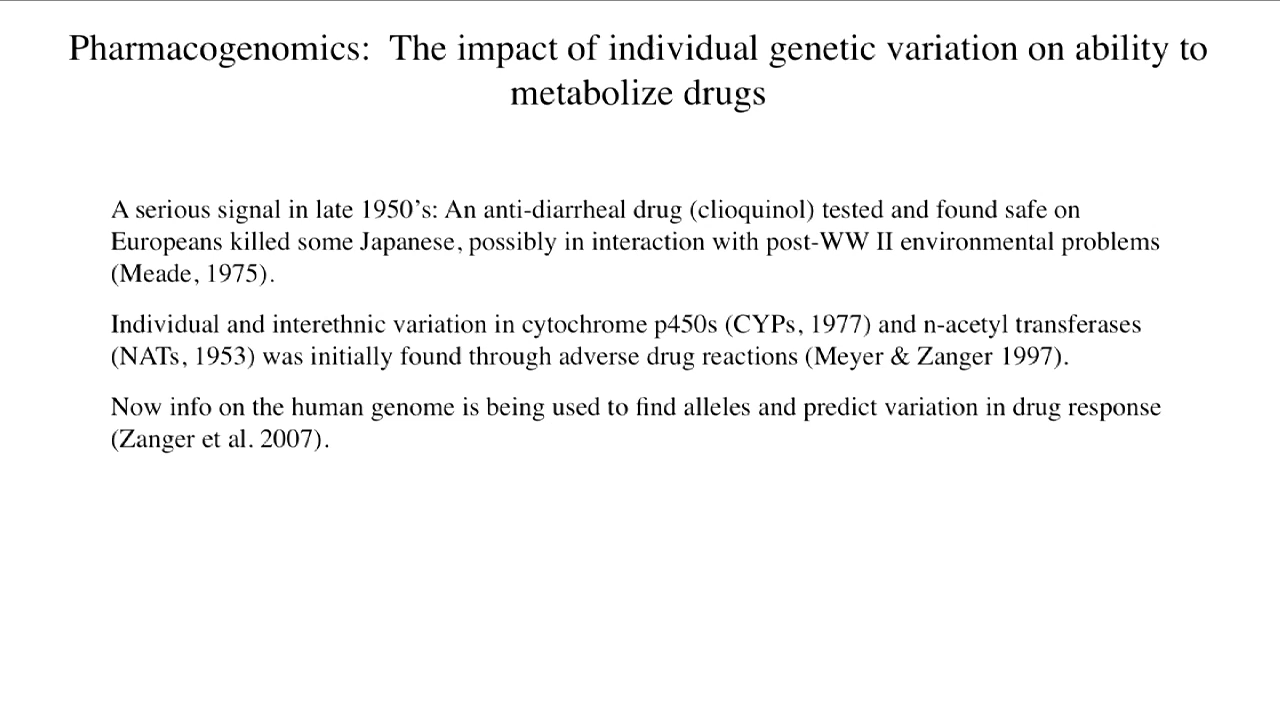 Pharmacogenomics:  The impact of individual genetic variation on ability to
metabolize drugs
A serious signal in late 1950’s: An anti-diarrheal drug (clioquinol) tested and found safe on
Europeans killed some Japanese, possibly in interaction with post-WW II environmental problems
(Meade, 1975).
Individual and interethnic variation in cytochrome p450s (CYPs, 1977) and n-acetyl transferases
(NATs, 1953) was initially found through adverse drug reactions (Meyer & Zanger 1997).
Now info on the human genome is being used to find alleles and predict variation in drug response
(Zanger et al. 2007).